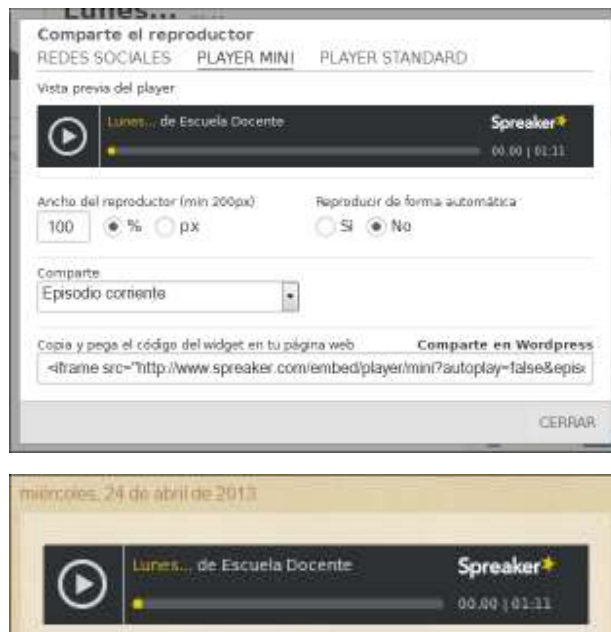 Lunes...
Comparte el reproductor
REDES SOCIALES PLAYER MINI PLAYER STANDARD
Vista previa del player
Lunes... de Escuela Docente Spreaker
00.00 | 01:11
Ancho del reproductor (min 200px) Reproducir de forma automática
100 % px Si No
Comparte
Episodio corriente
Copia y pega el código del widget en tu página web Comparte en Wordpress
<iframe src="http://www.spreaker.com/embed/player/mini?autoplay=false&epis
CERRAR
miércoles, 24 de abril de 2013
Lunes... de Escuela Docente Spreaker
00.00 | 01:11